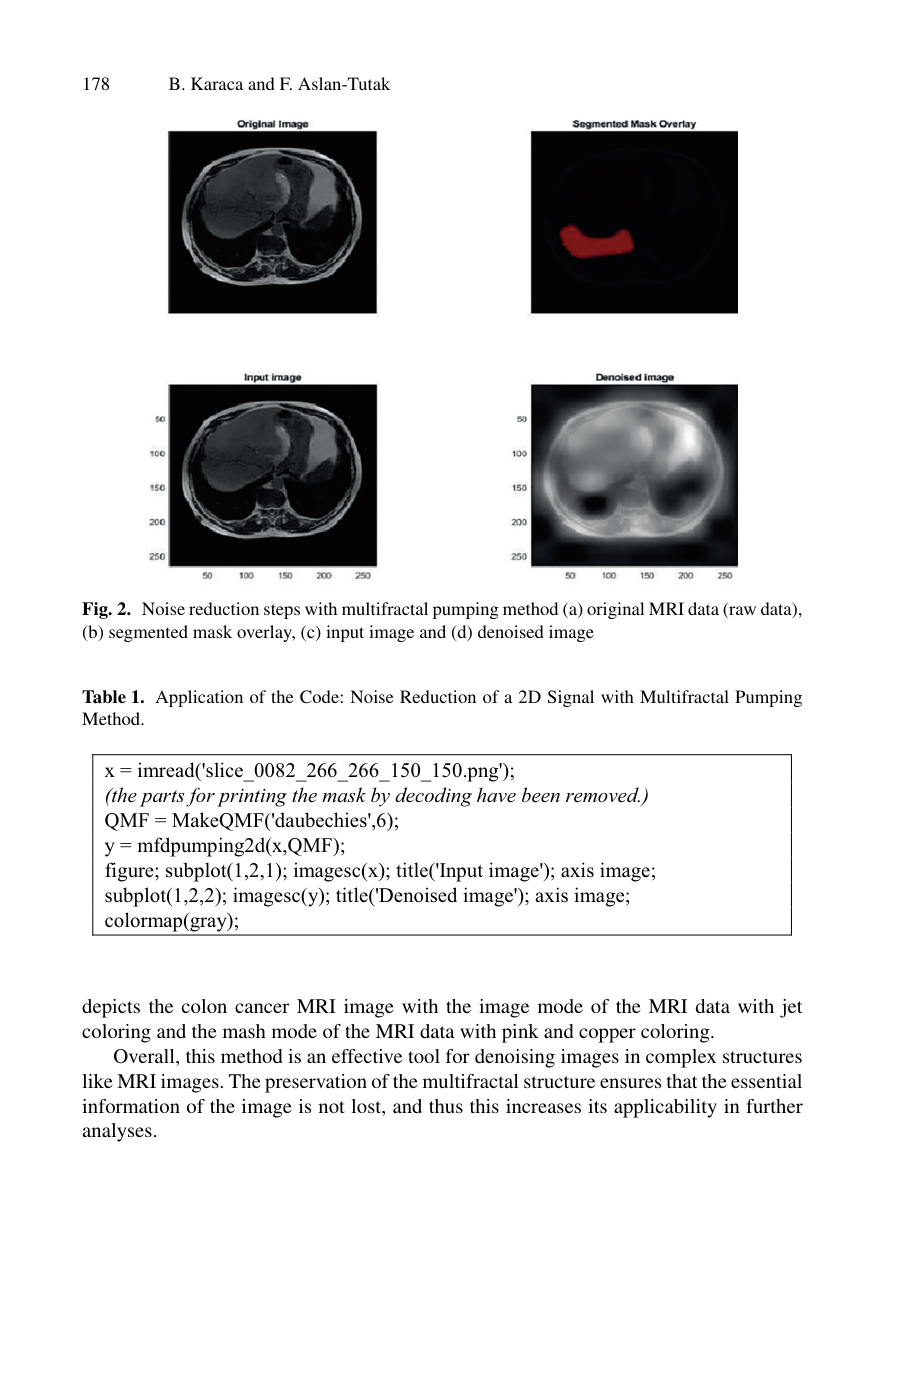 178 B. Karaca and F. Aslan-Tutak
Original Image
Segmented Mask Overlay
Input image
Denoised image
50
100
150
200
250
50 100 150 200 250
50
100
150
200
250
50 100 150 200 250
Fig. 2. Noise reduction steps with multifractal pumping method (a) original MRI data (raw data),
(b) segmented mask overlay, (c) input image and (d) denoised image
Table 1. Application of the Code: Noise Reduction of a 2D Signal with Multifractal Pumping
Method.
x = imread('slice_0082_266_266_150_150.png');
(the parts for printing the mask by decoding have been removed.)
QMF = MakeQMF('daubechies',6);
y = mfdpumping2d(x,QMF);
figure; subplot(1,2,1); imagesc(x); title('Input image'); axis image;
subplot(1,2,2); imagesc(y); title('Denoised image'); axis image;
colormap(gray);
depicts the colon cancer MRI image with the image mode of the MRI data with jet
coloring and the mash mode of the MRI data with pink and copper coloring.
Overall, this method is an effective tool for denoising images in complex structures
like MRI images. The preservation of the multifractal structure ensures that the essential
information of the image is not lost, and thus this increases its applicability in further
analyses.